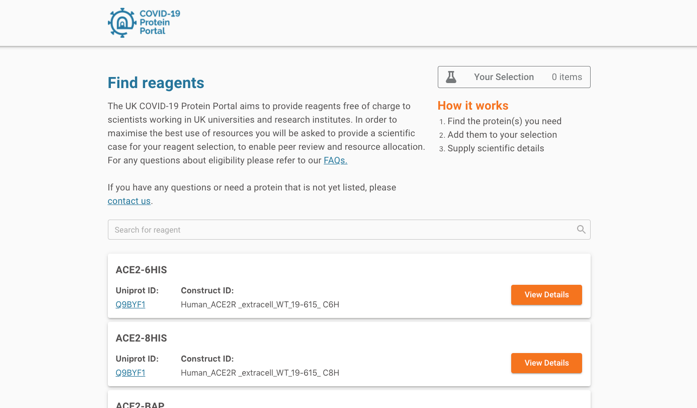 COVID-19
Protein
Portal
Find reagents
The UK COVID-19 Protein Portal aims to provide reagents free of charge to
scientists working in UK universities and research institutes. In order to
maximise the best use of resources you will be asked to provide a scientific
case for your reagent selection, to enable peer review and resource allocation.
For any questions about eligibility please refer to our FAQs.
If you have any questions or need a protein that is not yet listed, please
contact us.
Your Selection 0 items
How it works
1. Find the protein(s) you need
2. Add them to your selection
3. Supply scientific details
Search for reagent
ACE2-6HIS
Uniprot ID: Construct ID:
Q9BYF1 Human_ACE2R _extracell_WT_19-615_ C6H
View Details
ACE2-8HIS
Uniprot ID: Construct ID:
Q9BYF1 Human_ACE2R _extracell_WT_19-615_ C8H
View Details
ACE2-BAP